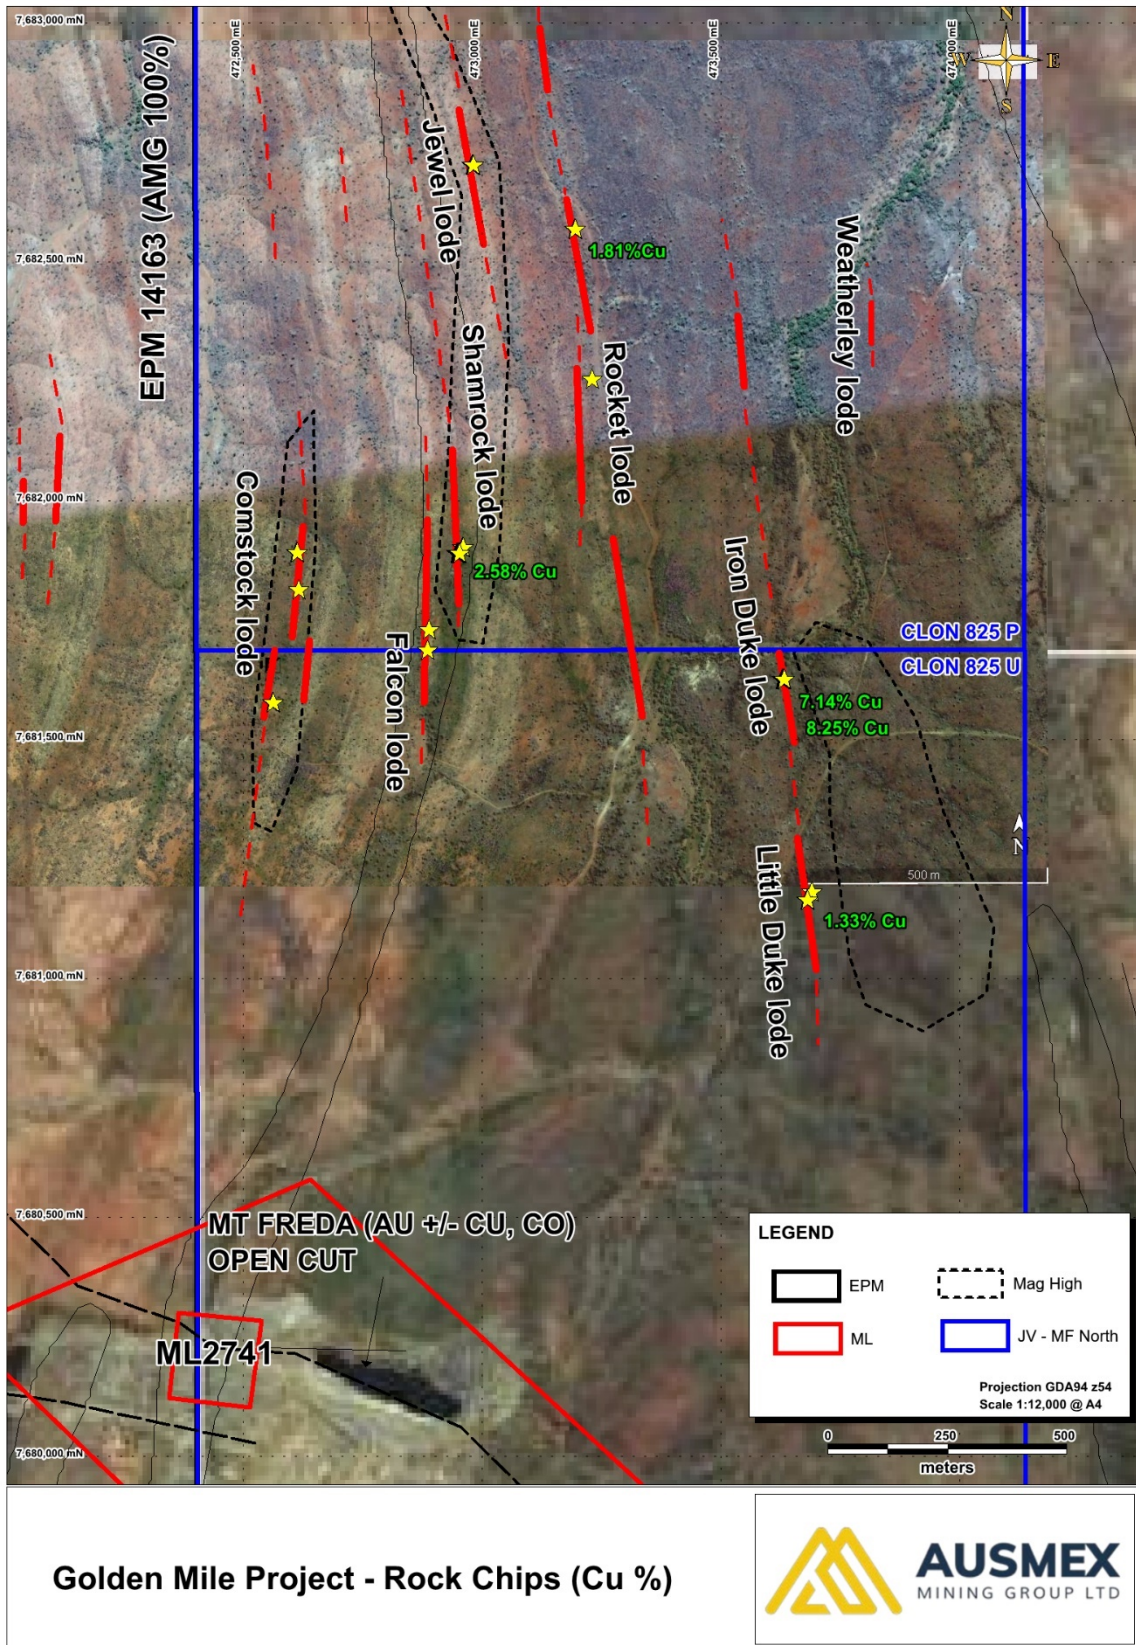 7,683,000 mN
472,500 mE
473,000 mE
473,500 mE
474,000 mE
N
W
E
S
EPM 14163 (AMG 100%)
Jewel lode
1.81%Cu
7,682,500 mN
Weatherley lode
Shamrock lode
Rocket lode
7,682,000 mN
Comstock lode
2.58% Cu
Iron Duke lode
Falcon lode
CLON 825 P
CLON 825 U
7.14% Cu
8.25% Cu
7,681,500 mN
N
Little Duke lode
500 m
1.33% Cu
7,681,000 mN
7,680,500 mN
MT FREDA (AU +/- CU, CO)
OPEN CUT
ML2741
LEGEND
EPM
Mag High
ML
JV - MF North
Projection GDA94 z54
Scale 1:12,000 @ A4
7,680,000 mN
0
250
500
meters
Golden Mile Project - Rock Chips (Cu %)
AUSMEX
MINING GROUP LTD